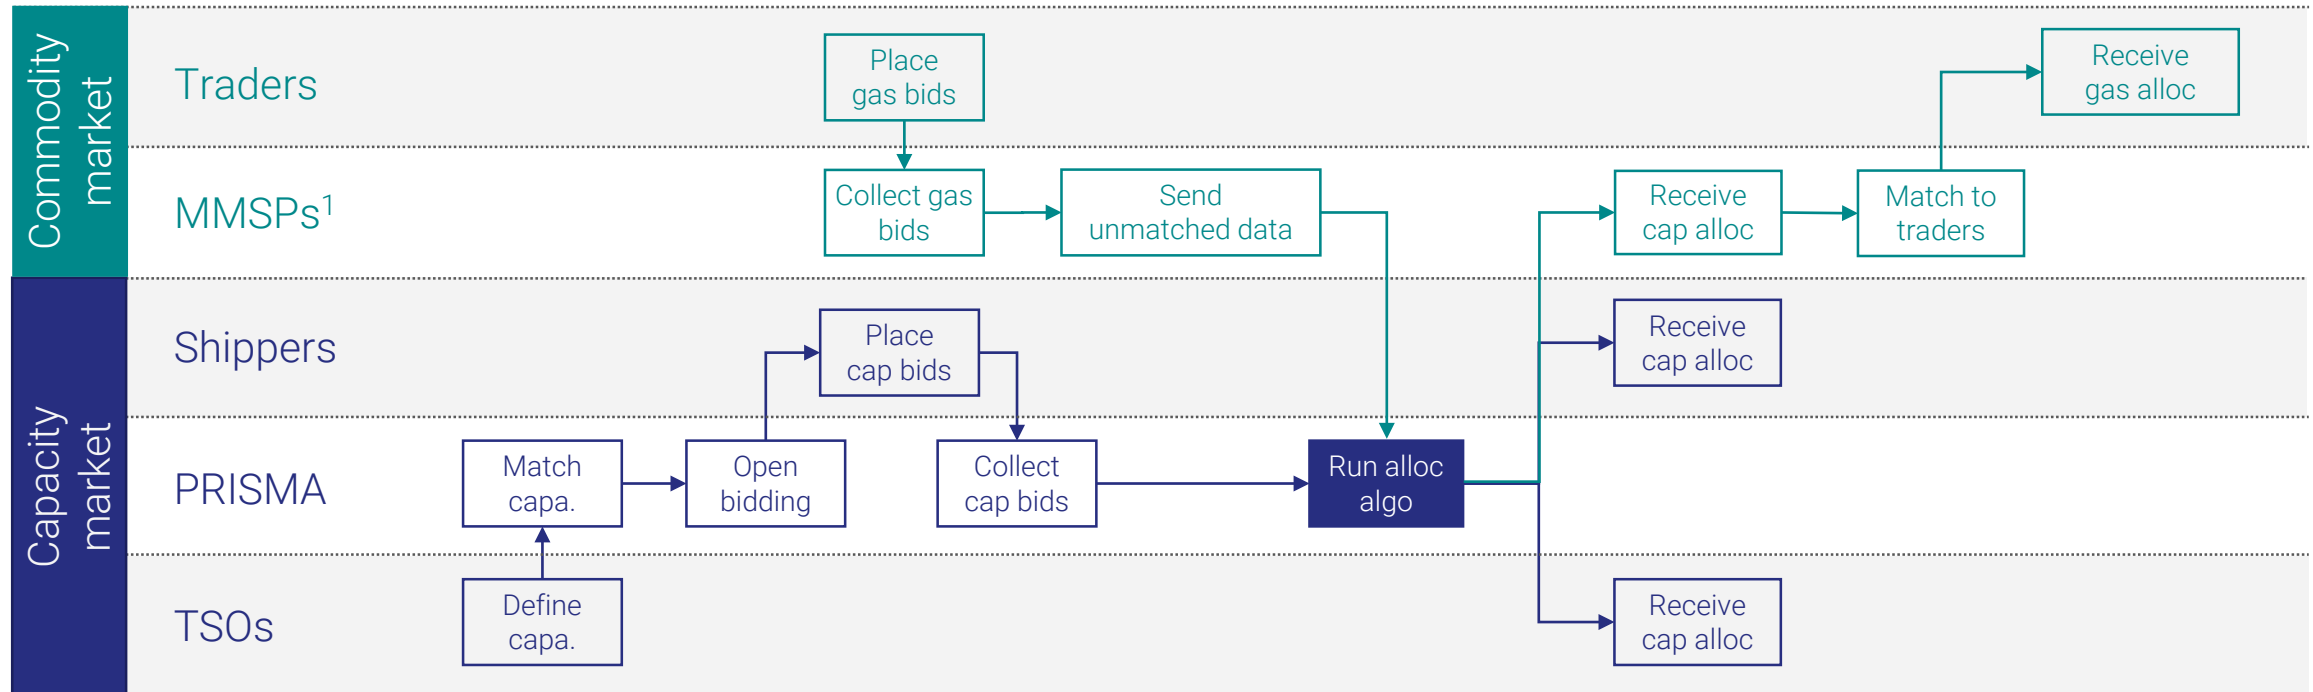 Commodity
market
Traders
Place
gas bids
Receive
gas alloc
MMSPs1
Collect gas
bids
Send
unmatched data
Receive
cap alloc
Match to
traders
Capacity
market
Shippers
Place
cap bids
Receive
cap alloc
PRISMA
Match
capa.
Open
bidding
Collect
cap bids
Run alloc
algo
TSOs
Define
capa.
Receive
cap alloc